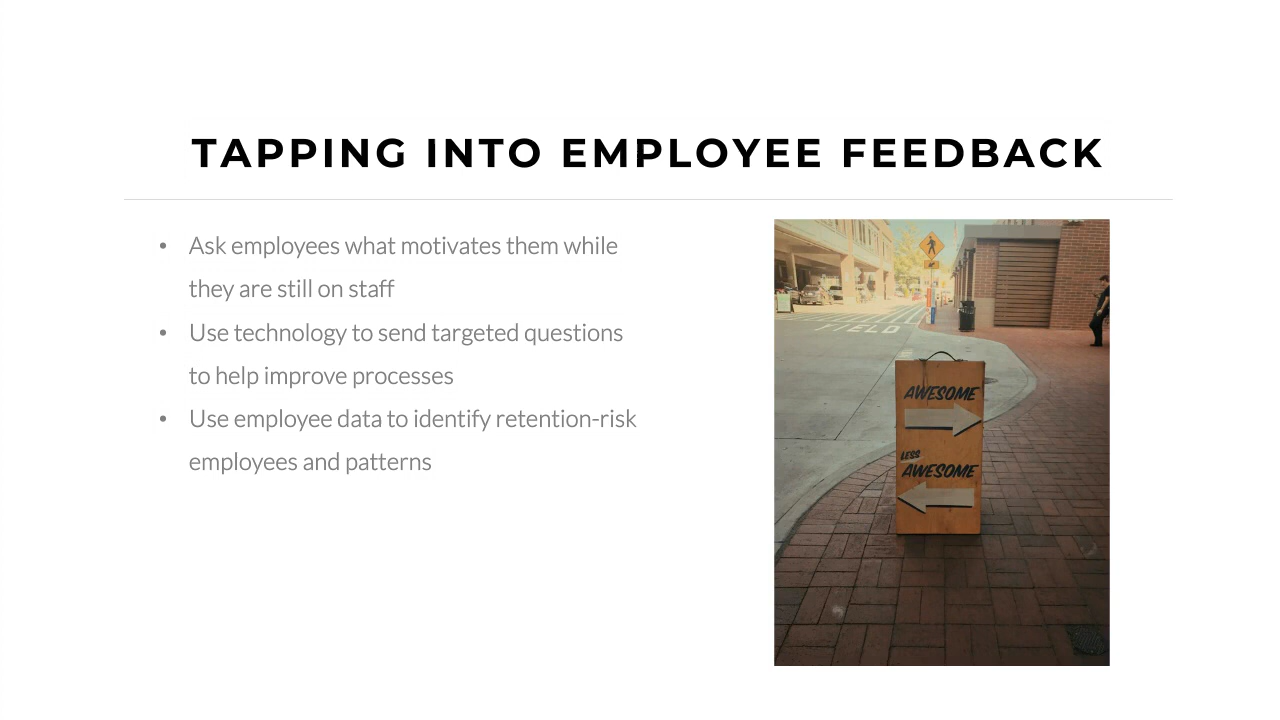 TAPPING INTO EMPLOYEE FEEDBACK
• Ask employees what motivates them while
they are still on staff
• Use technology to send targeted questions
to help improve processes
• Use employee data to identify retention-risk
employees and patterns
YIELD
AWESOME
LESS
AWESOME